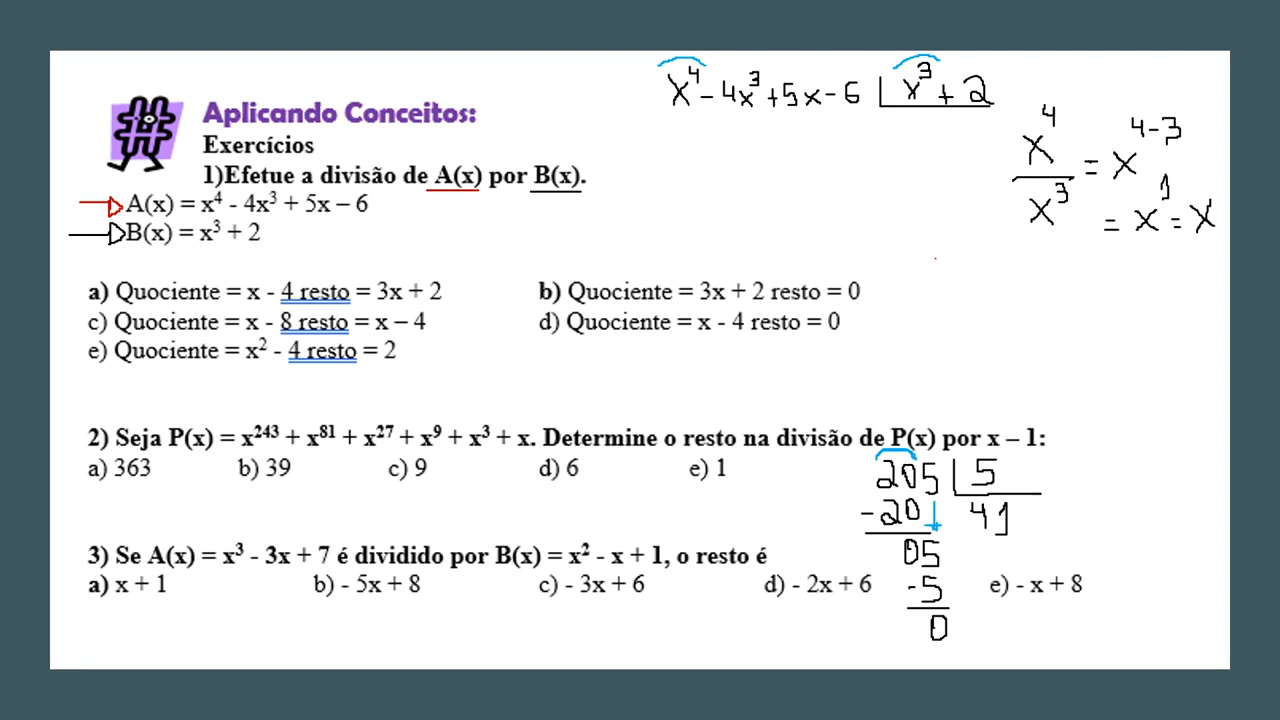 Aplicando Conceitos:
Exercícios
1)Efetue a divisão de A(x) por B(x).
A(x) = x⁴ - 4x³ + 5x – 6
B(x) = x³ + 2
a) Quociente = x - 4 resto = 3x + 2 b) Quociente = 3x + 2 resto = 0
c) Quociente = x - 8 resto = x – 4 d) Quociente = x - 4 resto = 0
e) Quociente = x² - 4 resto = 2
x⁴ - 4x³ + 5x - 6 | x³ + 2
x⁴
/ x³ = x⁴⁻³
= x¹ = x
2) Seja P(x) = x²⁴³ + x⁸¹ + x²⁷ + x⁹ + x³ + x. Determine o resto na divisão de P(x) por x – 1:
a) 363 b) 39 c) 9 d) 6 e) 1
205 | 5
-20 41
05
-5
0
3) Se A(x) = x³ - 3x + 7 é dividido por B(x) = x² - x + 1, o resto é
a) x + 1 b) - 5x + 8 c) - 3x + 6 d) - 2x + 6 e) - x + 8